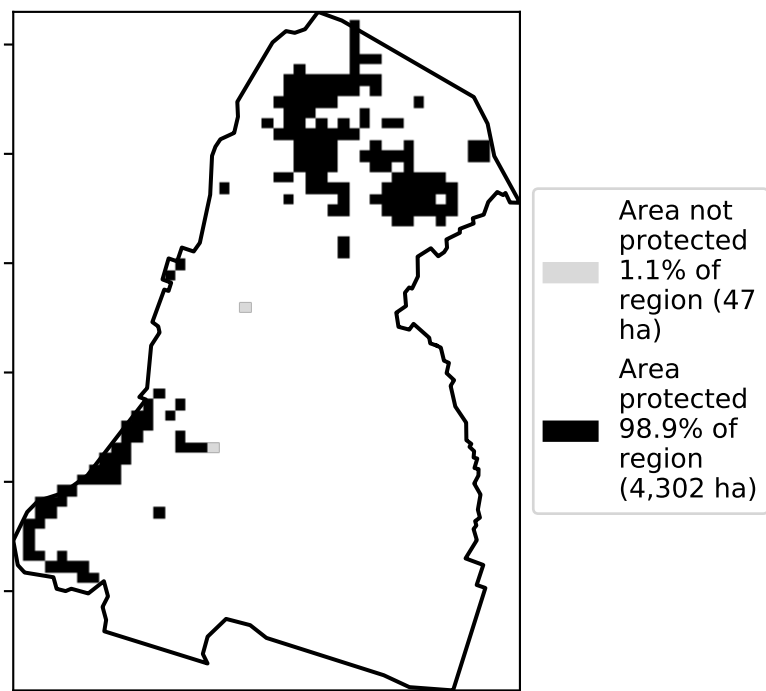 Area not
protected
1.1% of
region (47
ha)
Area
protected
98.9% of
region
(4,302 ha)